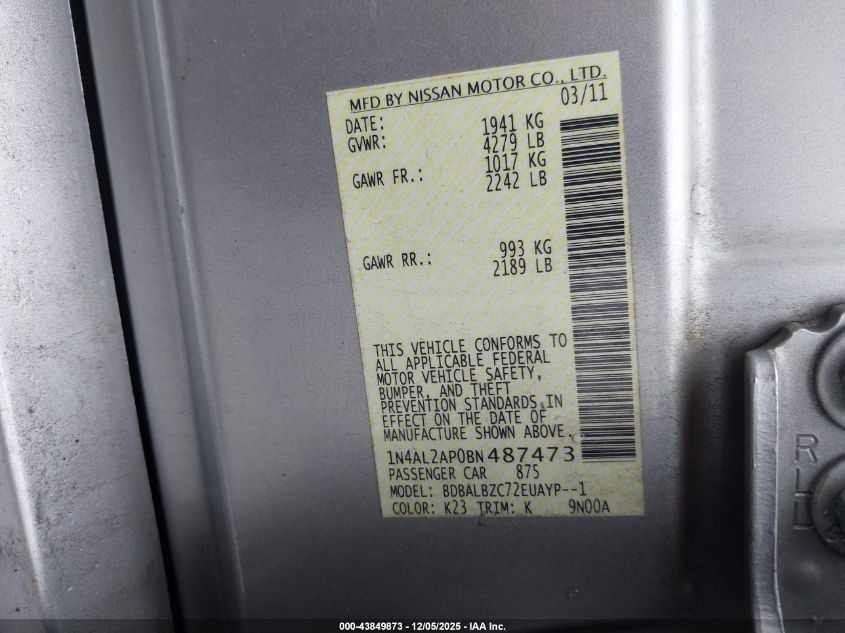 MFD BY NISSAN MOTOR CO., LTD.
DATE: 03/11
GVWR: 1941 KG
4279 LB
GAWR FR.: 1017 KG
2242 LB
GAWR RR.: 993 KG
2189 LB
THIS VEHICLE CONFORMS TO
ALL APPLICABLE FEDERAL
MOTOR VEHICLE SAFETY,
BUMPER, AND THEFT
PREVENTION STANDARDS IN
EFFECT ON THE DATE OF
MANUFACTURE SHOWN ABOVE.
1N4AL2AP0BN487473
PASSENGER CAR 875
MODEL: BDBALBZC72EUAYP--1
COLOR: K23 TRIM: K 9N00A
000-43849873 - 12/05/2025 - IAA Inc.